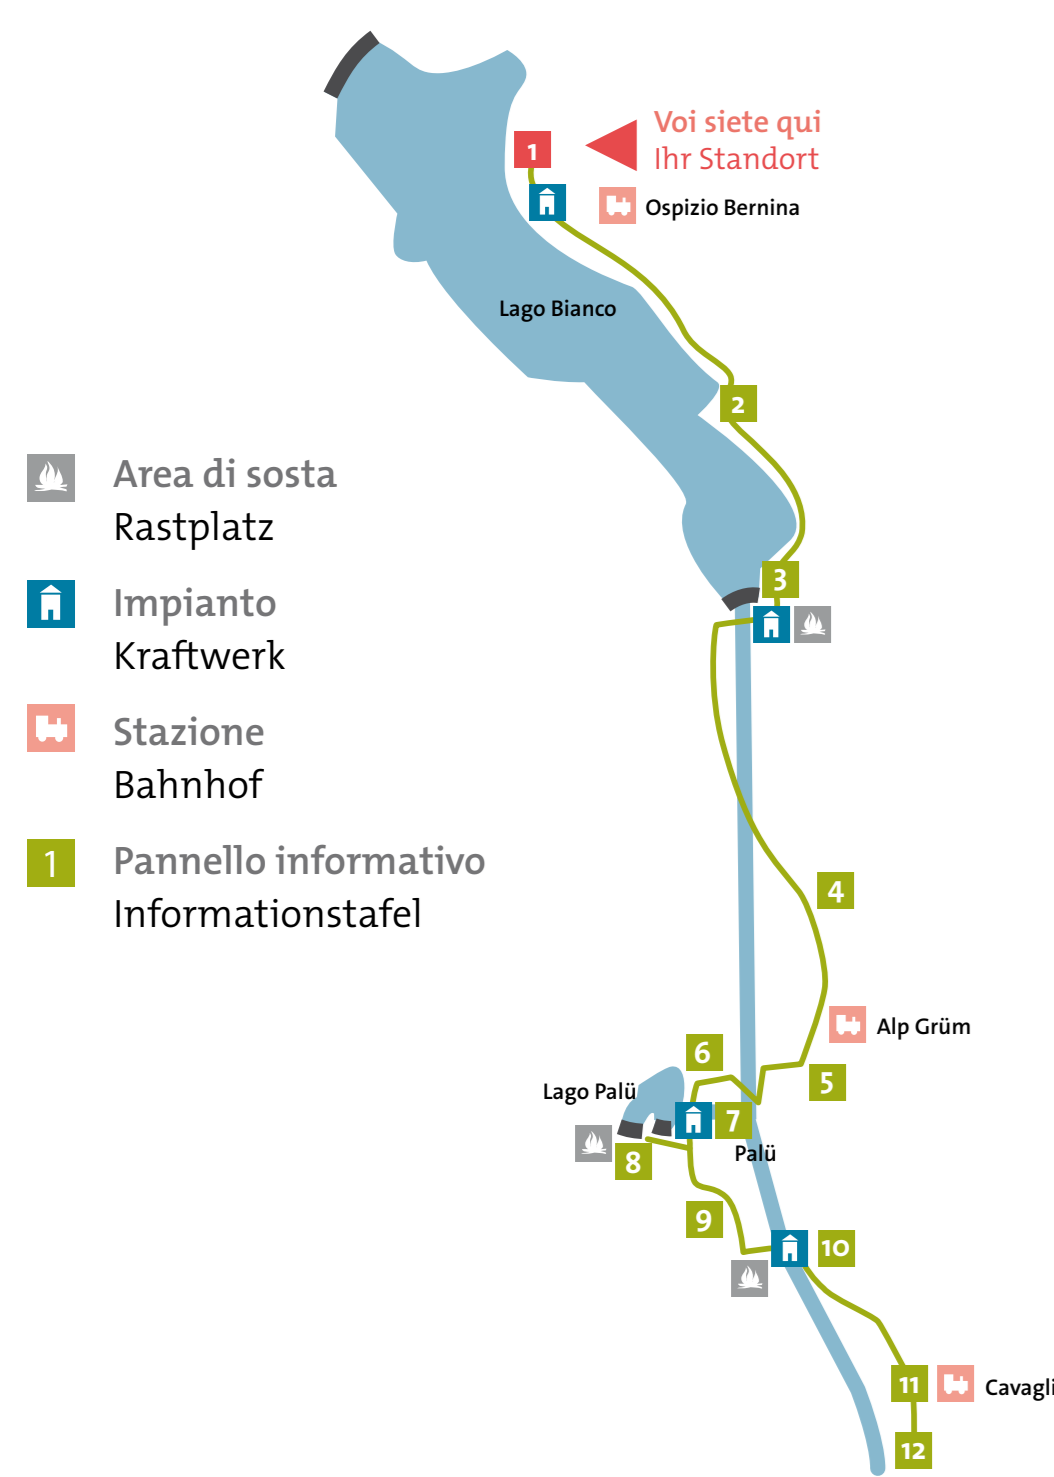 Voi siete qui
Ihr Standort
1
Ospizio Bernina
Lago Bianco
2
Area di sosta
Rastplatz
3
Impianto
Kraftwerk
Stazione
Bahnhof
1 Pannello informativo
Informationstafel
4
Alp Grüm
6
5
Lago Palü
7
Palü
8
9
10
11
Cavagli
12